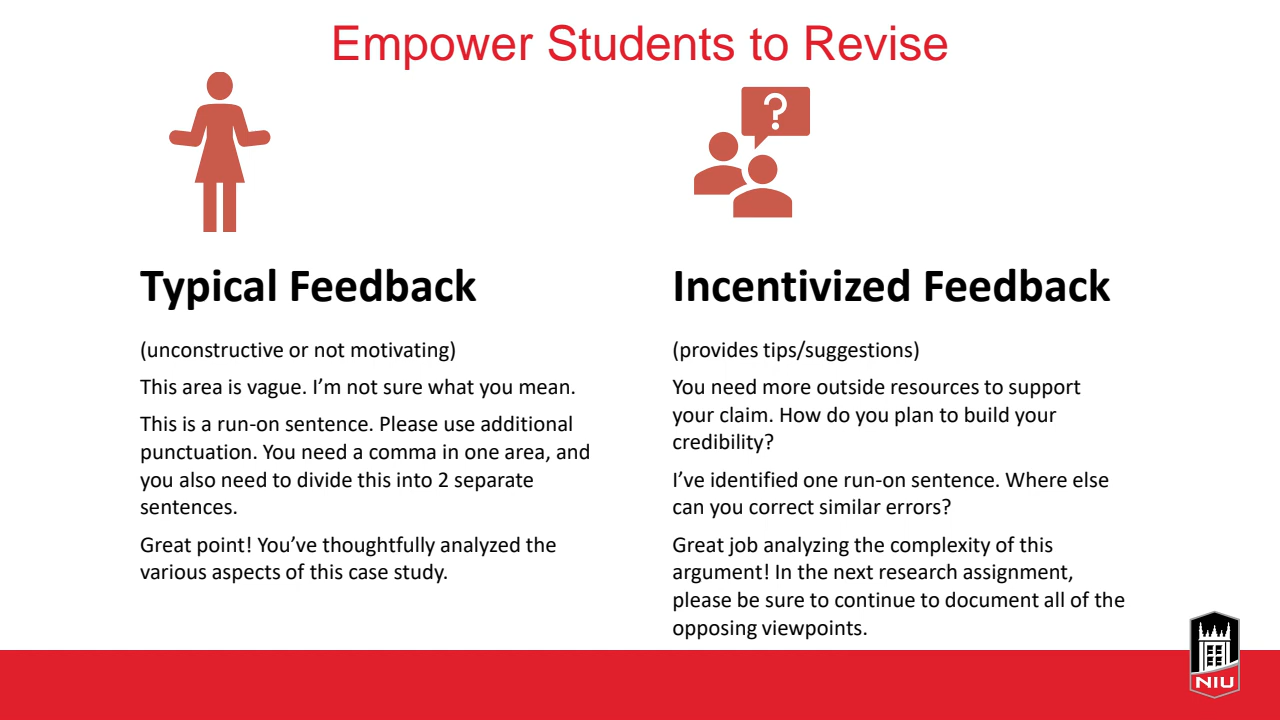 Empower Students to Revise
?
Typical Feedback
(unconstructive or not motivating)
This area is vague. I’m not sure what you mean.
This is a run-on sentence. Please use additional
punctuation. You need a comma in one area, and
you also need to divide this into 2 separate
sentences.
Great point! You’ve thoughtfully analyzed the
various aspects of this case study.
Incentivized Feedback
(provides tips/suggestions)
You need more outside resources to support
your claim. How do you plan to build your
credibility?
I’ve identified one run-on sentence. Where else
can you correct similar errors?
Great job analyzing the complexity of this
argument! In the next research assignment,
please be sure to continue to document all of the
opposing viewpoints.
NIU